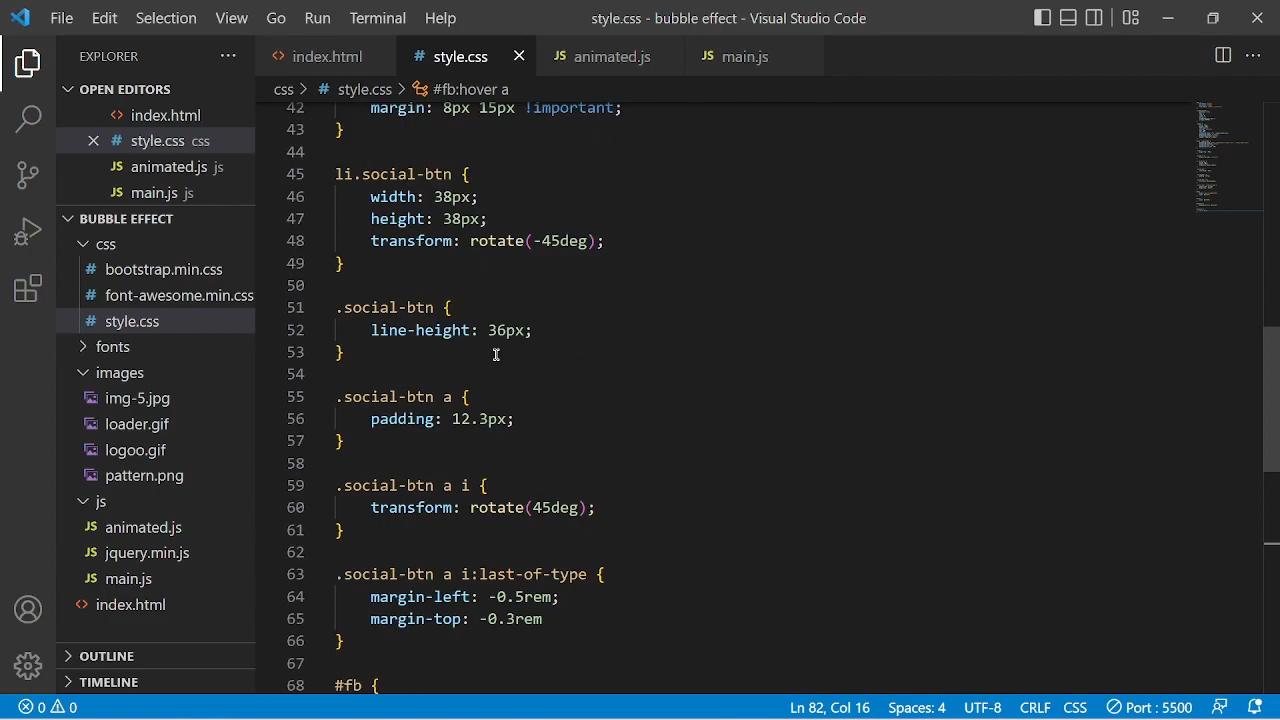 File Edit Selection View Go Run Terminal Help style.css - bubble effect - Visual Studio Code
EXPLORER ···
index.html
# style.css
JS animated.js
JS main.js
css > # style.css > #fb:hover a
OPEN EDITORS
index.html
# style.css css
JS animated.js js
JS main.js js
BUBBLE EFFECT
css
# bootstrap.min.css
# font-awesome.min.css
# style.css
fonts
images
img-5.jpg
loader.gif
logoo.gif
pattern.png
js
JS animated.js
JS jquery.min.js
JS main.js
index.html
OUTLINE
TIMELINE
42 margin: 8px 15px !important;
43 }
44
45 li.social-btn {
46 width: 38px;
47 height: 38px;
48 transform: rotate(-45deg);
49 }
50
51 .social-btn {
52 line-height: 36px;
53 }
54
55 .social-btn a {
56 padding: 12.3px;
57 }
58
59 .social-btn a i {
60 transform: rotate(45deg);
61 }
62
63 .social-btn a i:last-of-type {
64 margin-left: -0.5rem;
65 margin-top: -0.3rem
66 }
67
68 #fb {
0 0 Ln 82, Col 16 Spaces: 4 UTF-8 CRLF CSS Port : 5500